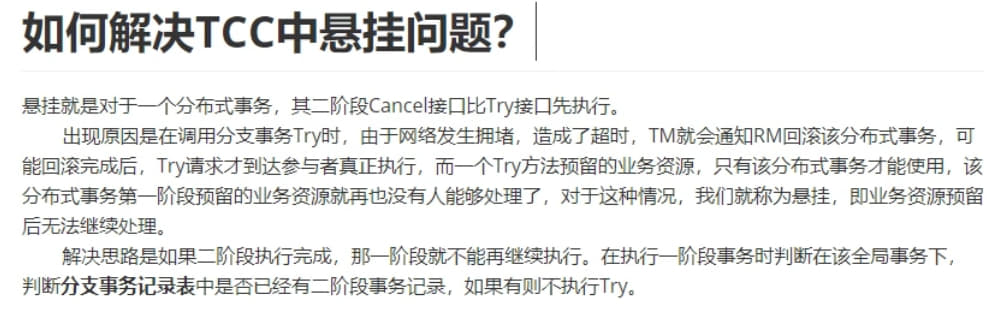 如何解决TCC中悬挂问题？
悬挂就是对于一个分布式事务，其二阶段Cancel接口比Try接口先执行。
出现原因是在调用分支事务Try时，由于网络发生拥堵，造成了超时，TM就会通知RM回滚该分布式事务，可
能回滚完成后，Try请求才到达参与者真正执行，而一个Try方法预留的业务资源，只有该分布式事务才能使用，该
分布式事务第一阶段预留的业务资源就再也没有人能够处理了，对于这种情况，我们就称为悬挂，即业务资源预留
后无法继续处理。
解决思路是如果二阶段执行完成，那一阶段就不能再继续执行。在执行一阶段事务时判断在该全局事务下，
判断分支事务记录表中是否已经有二阶段事务记录，如果有则不执行Try。